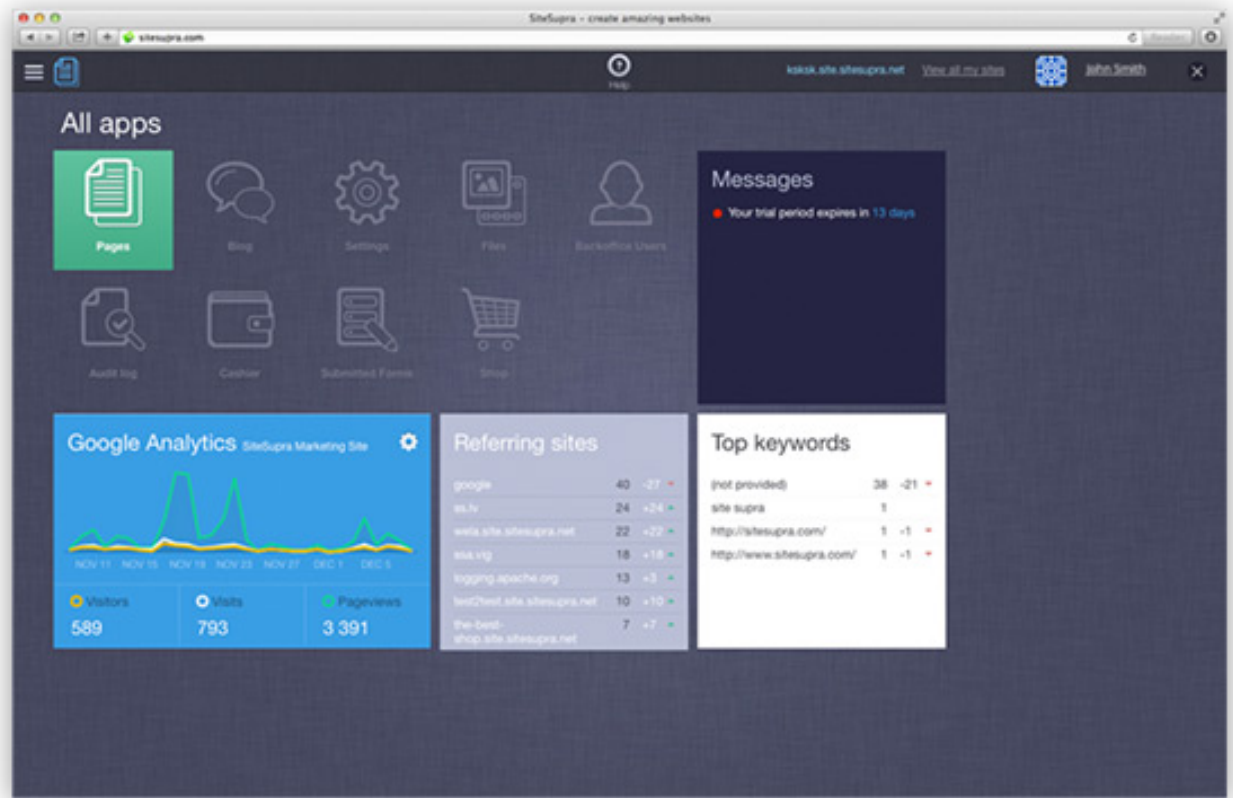 SiteSupra – create amazing websites
sitesupra.com
Reader
Help
ksksk.site.sitesupra.net View all my sites John Smith
All apps
Pages
Blog
Settings
Files
Backoffice Users
Audit log
Cashier
Submitted Forms
Shop
Messages
Your trial period expires in 13 days
Google Analytics SiteSupra Marketing Site
NOV 11 NOV 15 NOV 19 NOV 23 NOV 27 DEC 1 DEC 5
Visitors
589
Visits
793
Pageviews
3 391
Referring sites
google 40 -27
ss.lv 24 +24
wela.site.sitesupra.net 22 +22
18 +18
logging.apache.org 13 +3
test2test.site.sitesupra.net 10 +10
the-best-
shop.site.sitesupra.net 7 +7
Top keywords
(not provided) 38 -21
site supra 1
http://sitesupra.com/ 1 -1
http://www.sitesupra.com/ 1 -1